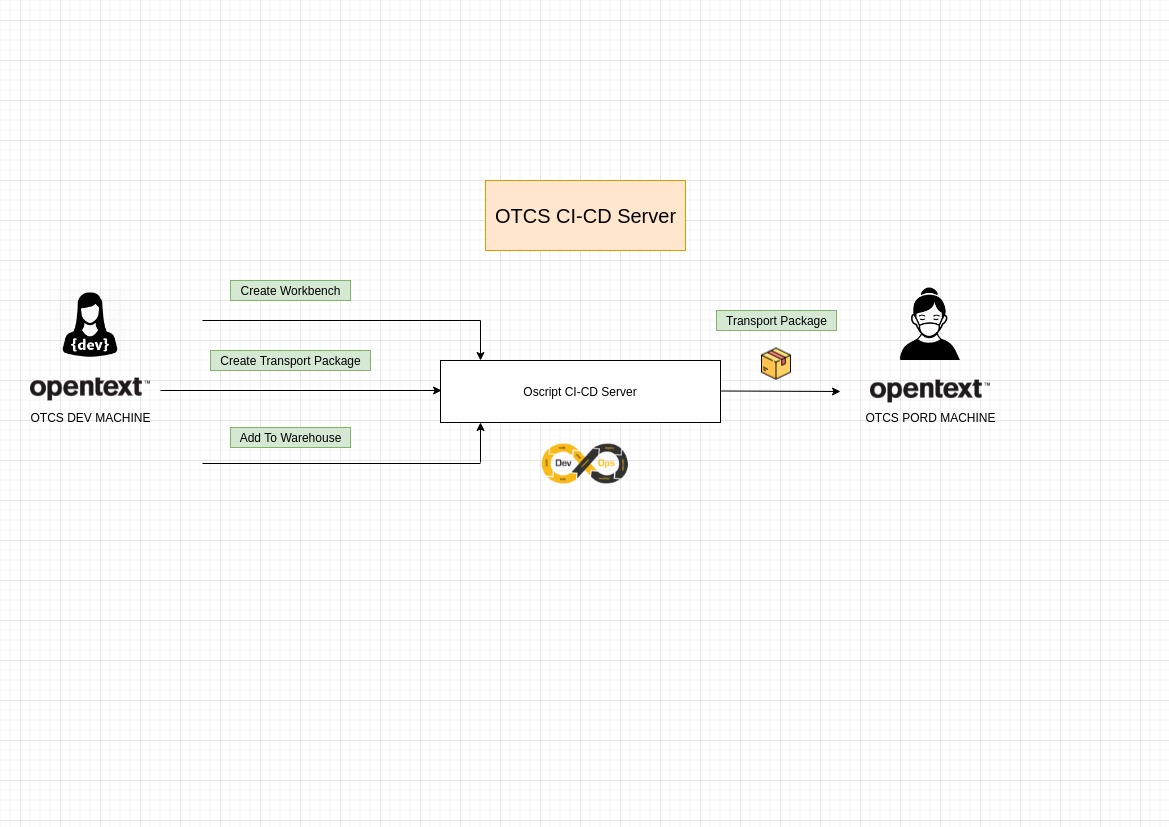 OTCS CI-CD Server
Create Workbench
Create Transport Package
Add To Warehouse
{dev}
opentext™
OTCS DEV MACHINE
Oscript CI-CD Server
Dev
Ops
Transport Package
opentext™
OTCS PORD MACHINE